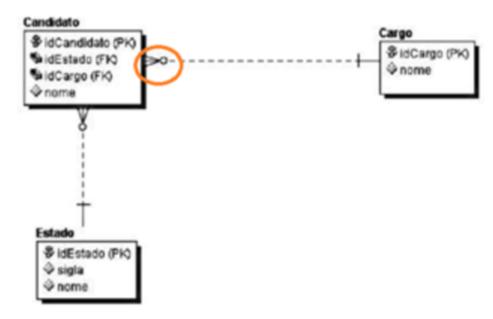 Candidato
idCandidato (PK)
idEstado (FK)
idCargo (FK)
nome
Cargo
idCargo (PK)
nome
Estado
idEstado (PK)
sigla
nome